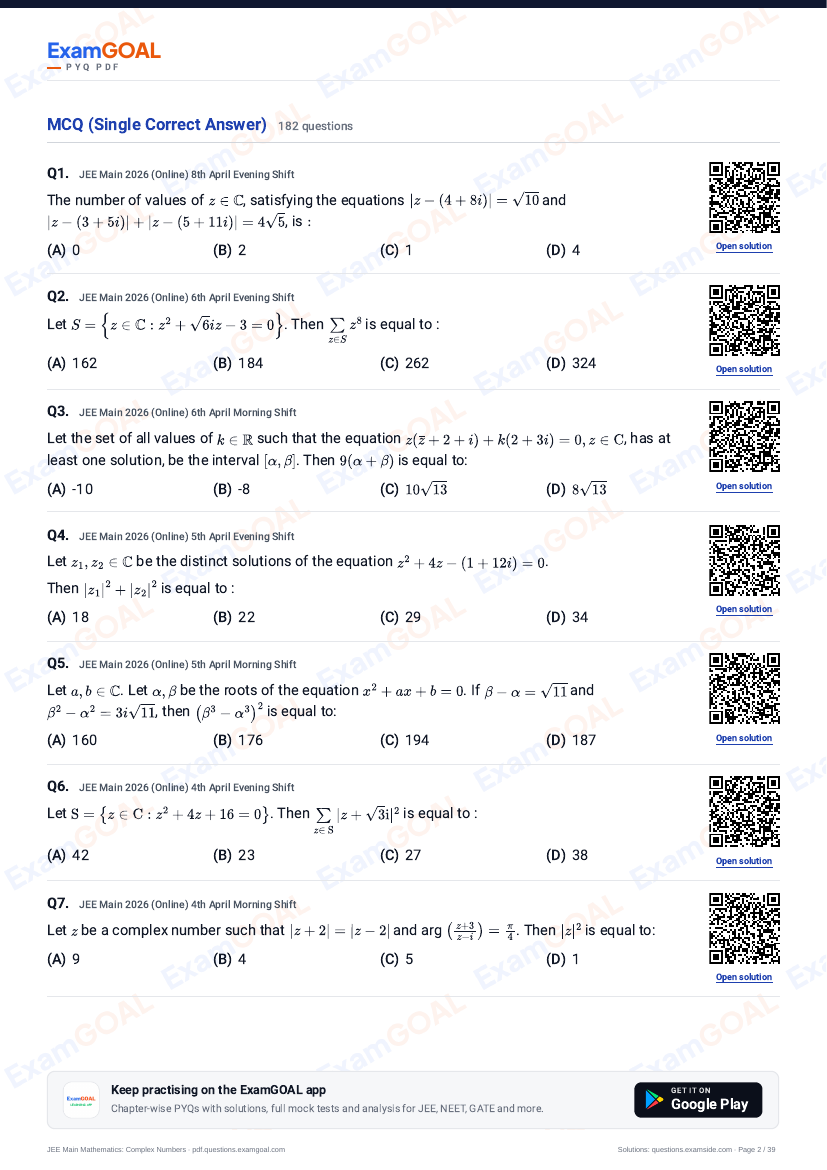 ExamGOAL
PYQ PDF
MCQ (Single Correct Answer) 182 questions
Q1. JEE Main 2026 (Online) 8th April Evening Shift
The number of values of z ∈ ℂ, satisfying the equations |z − (4 + 8i)| = √10 and
|z − (3 + 5i)| + |z − (5 + 11i)| = 4√5, is :
(A) 0 (B) 2 (C) 1 (D) 4
Open solution
Q2. JEE Main 2026 (Online) 6th April Evening Shift
Let S = {z ∈ ℂ : z² + √6iz − 3 = 0}. Then ∑_{z∈S} z⁸ is equal to :
(A) 162 (B) 184 (C) 262 (D) 324
Open solution
Q3. JEE Main 2026 (Online) 6th April Morning Shift
Let the set of all values of k ∈ ℝ such that the equation z(z̄ + 2 + i) + k(2 + 3i) = 0, z ∈ C, has at
least one solution, be the interval [α, β]. Then 9(α + β) is equal to:
(A) -10 (B) -8 (C) 10√13 (D) 8√13
Open solution
Q4. JEE Main 2026 (Online) 5th April Evening Shift
Let z₁, z₂ ∈ ℂ be the distinct solutions of the equation z² + 4z − (1 + 12i) = 0.
Then |z₁|² + |z₂|² is equal to :
(A) 18 (B) 22 (C) 29 (D) 34
Open solution
Q5. JEE Main 2026 (Online) 5th April Morning Shift
Let a, b ∈ ℂ. Let α, β be the roots of the equation x² + ax + b = 0. If β − α = √11 and
β² − α² = 3i√11, then (β³ − α³)² is equal to:
(A) 160 (B) 176 (C) 194 (D) 187
Open solution
Q6. JEE Main 2026 (Online) 4th April Evening Shift
Let S = {z ∈ C : z² + 4z + 16 = 0}. Then ∑_{z∈S} |z + √3i|² is equal to :
(A) 42 (B) 23 (C) 27 (D) 38
Open solution
Q7. JEE Main 2026 (Online) 4th April Morning Shift
Let z be a complex number such that |z + 2| = |z − 2| and arg ((z+3)/(z−i)) = π/4. Then |z|² is equal to:
(A) 9 (B) 4 (C) 5 (D) 1
Open solution
Keep practising on the ExamGOAL app
Chapter-wise PYQs with solutions, full mock tests and analysis for JEE, NEET, GATE and more.
GET IT ON
Google Play
JEE Main Mathematics: Complex Numbers · pdf.questions.examgoal.com
Solutions: questions.examside.com · Page 2 / 39